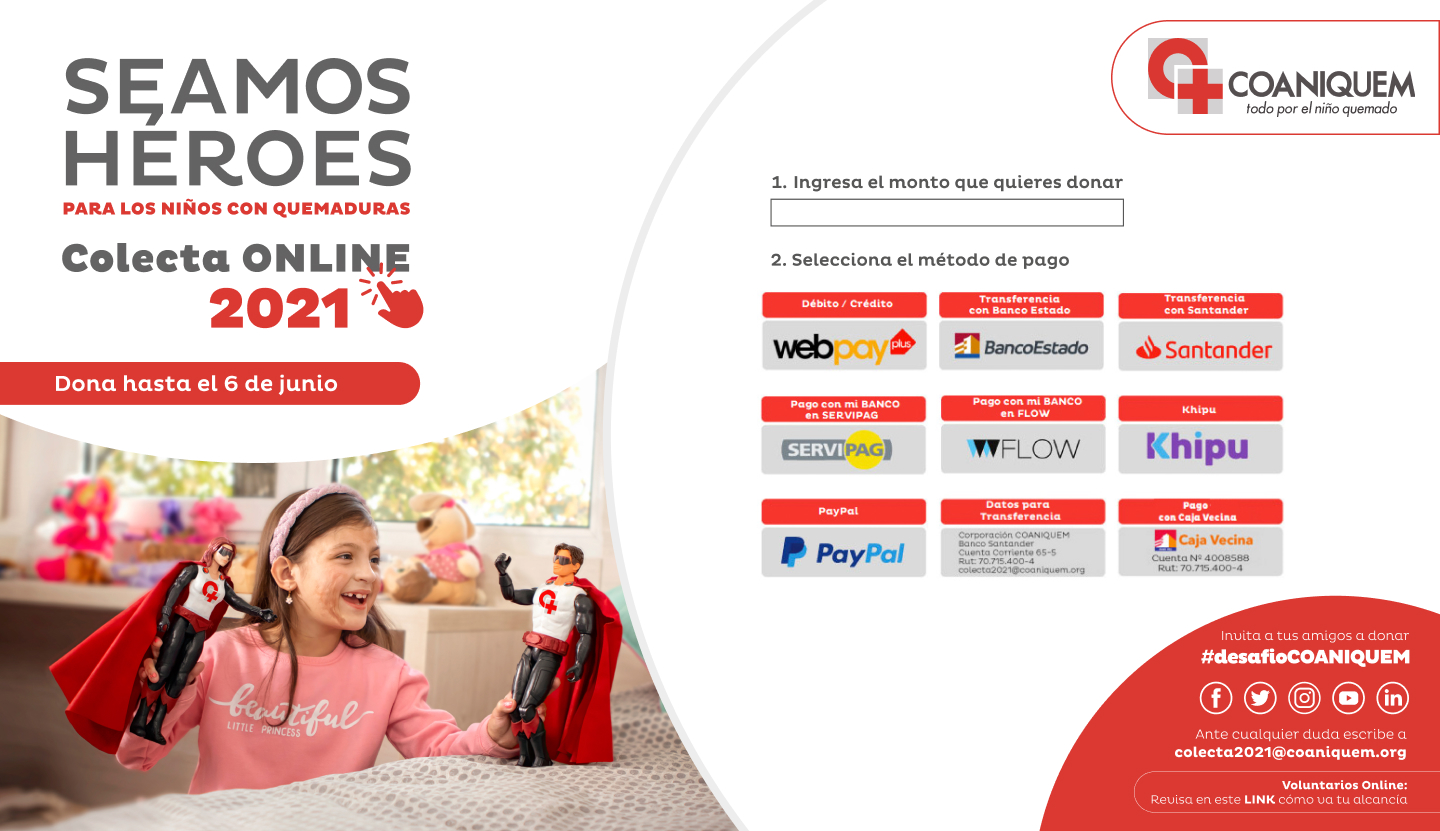 SEAMOS
HÉROES
PARA LOS NIÑOS CON QUEMADURAS
Colecta ONLINE
2021
Dona hasta el 6 de junio
beautiful
LITTLE PRINCESS
COANIQUEM
todo por el niño quemado
1. Ingresa el monto que quieres donar
2. Selecciona el método de pago
Débito / Crédito
webpay plus
Transferencia
con Banco Estado
BancoEstado
Transferencia
con Santander
Santander
Pago con mi BANCO
en SERVIPAG
SERVIPAG
Pago con mi BANCO
en FLOW
FLOW
Khipu
Khipu
PayPal
PayPal
Datos para
Transferencia
Corporación COANIQUEM
Banco Santander
Cuenta Corriente 65-5
Rut: 70.715.400-4
colecta2021@coaniquem.org
Pago
con Caja Vecina
Caja Vecina
Cuenta Nº 4008588
Rut: 70.715.400-4
Invita a tus amigos a donar
#desafioCOANIQUEM
Ante cualquier duda escribe a
colecta2021@coaniquem.org
Voluntarios Online:
Revisa en este LINK cómo va tu alcancía